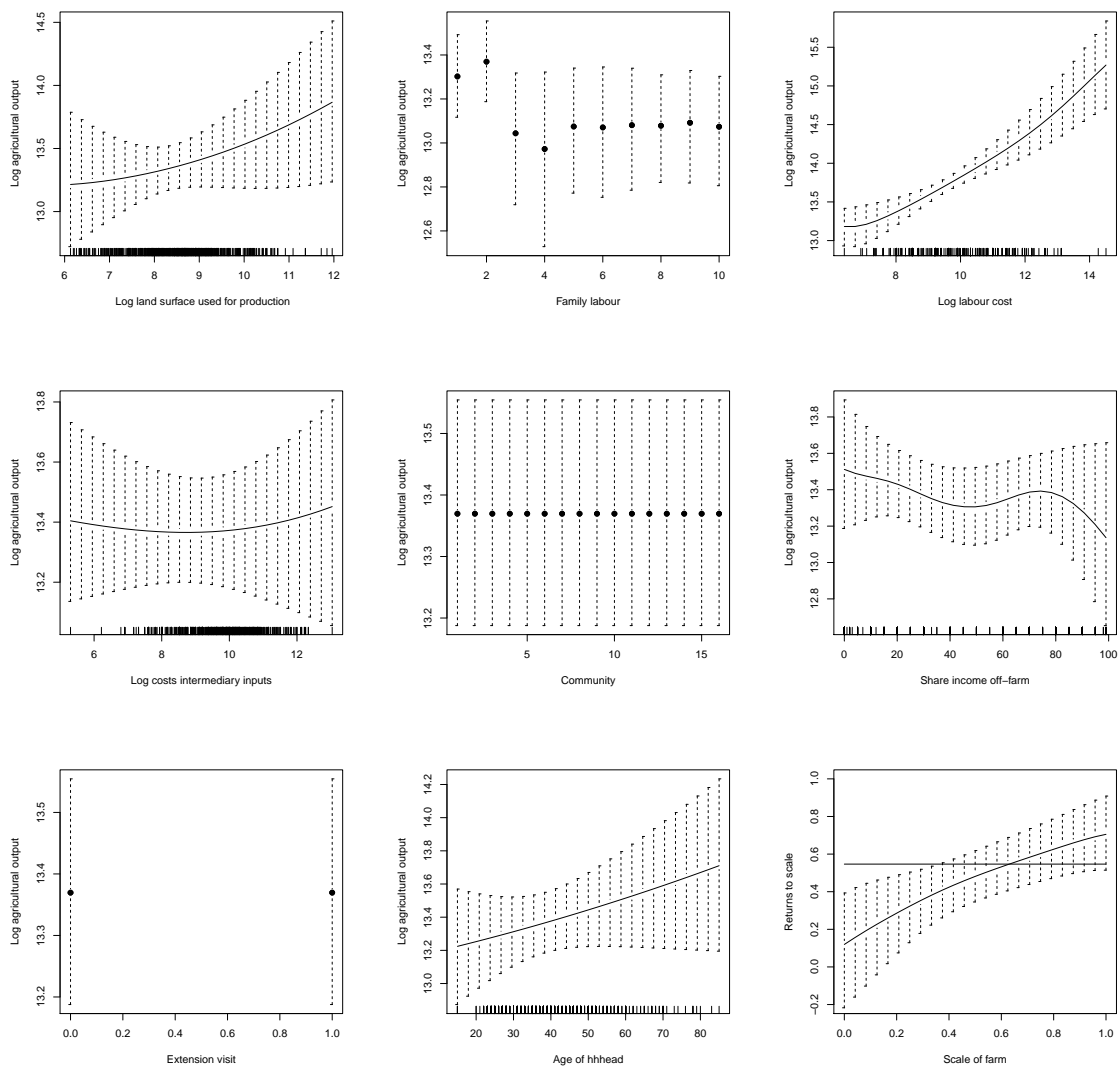 14.5
14.0
13.5
13.0
Log agricultural output
6 7 8 9 10 11 12
Log land surface used for production
13.4
13.2
13.0
12.8
12.6
Log agricultural output
2 4 6 8 10
Family labour
15.5
15.0
14.5
14.0
13.5
13.0
Log agricultural output
8 10 12 14
Log labour cost
13.8
13.6
13.4
13.2
Log agricultural output
6 8 10 12
Log costs intermediary inputs
13.5
13.4
13.3
13.2
Log agricultural output
5 10 15
Community
13.8
13.6
13.4
13.2
13.0
12.8
Log agricultural output
0 20 40 60 80 100
Share income off−farm
13.5
13.4
13.3
13.2
Log agricultural output
0.0 0.2 0.4 0.6 0.8 1.0
Extension visit
14.2
14.0
13.8
13.6
13.4
13.2
13.0
Log agricultural output
20 30 40 50 60 70 80
Age of hhhead
1.0
0.8
0.6
0.4
0.2
0.0
−0.2
Returns to scale
0.0 0.2 0.4 0.6 0.8 1.0
Scale of farm